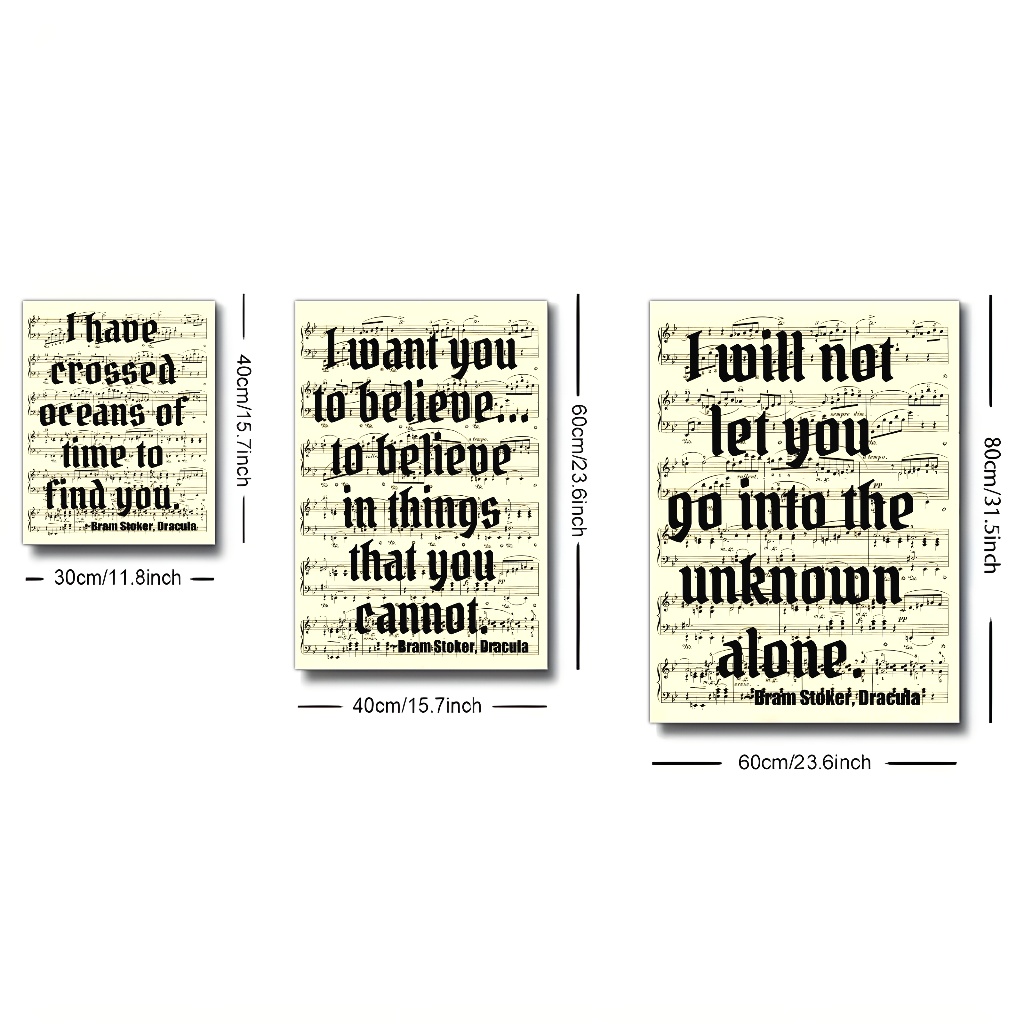 I have
crossed
oceans of
time to
find you.
~Bram Stoker, Dracula
40cm/15.7inch
30cm/11.8inch
I want you
to believe...
to believe
in things
that you
cannot.
~Bram Stoker, Dracula
60cm/23.6inch
40cm/15.7inch
I will not
let you
go into the
unknown
alone.
~Bram Stoker, Dracula
80cm/31.5inch
60cm/23.6inch